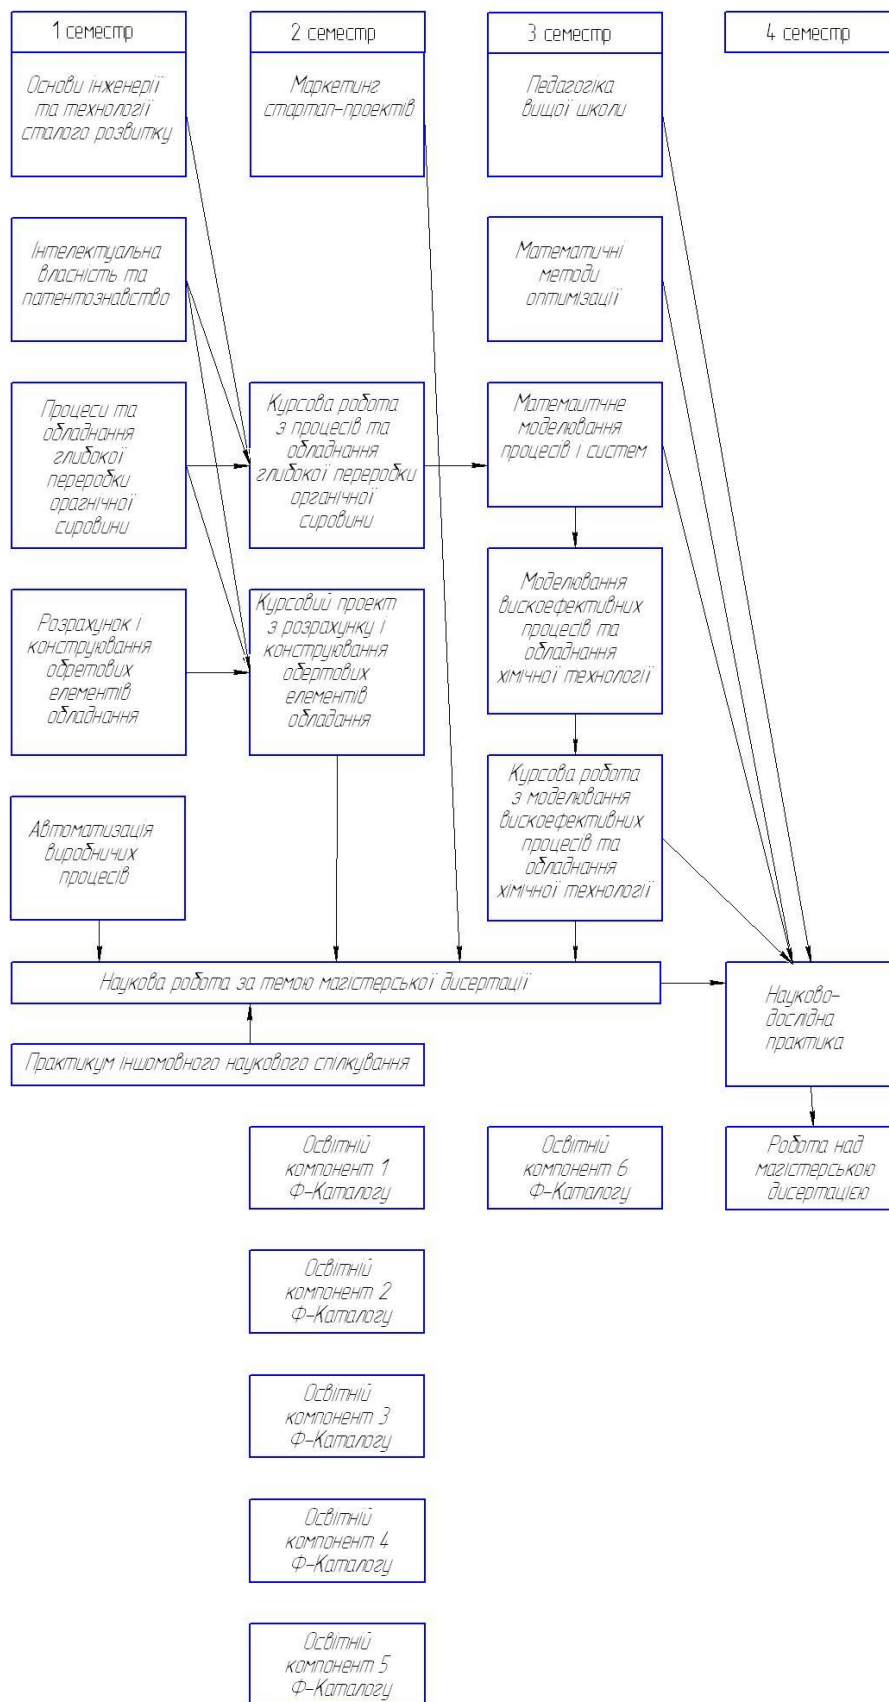 1 семестр
Основи інженерії
та технології
сталого розвитку
Інтелектуальна
власність та
патентознавство
Процеси та
обладнання
глибокої
переробки
орагнічної
сировини
Розрахунок і
конструювання
обретових
елементів
обладнання
Автоматизація
виробничих
процесів
2 семестр
Маркетинг
стартап-проектів
Курсова робота
з процесів та
обладнання
глибокої переробки
органічної
сировини
Курсовий проект
з розрахунку і
конструювання
обертових
елементів
обладання
3 семестр
Педагогіка
вищої школи
Математичні
методи
оптимізації
Матемаитчне
моделювання
процесів і систем
Моделювання
вискоефективних
процесів та
обладнання
хімічної технології
Курсова робота
з моделювання
вискоефективних
процесів та
обладнання
хімічної технології
4 семестр
Наукова робота за темою магістерської дисертації
Науково-
дослідна
практика
Практикум іншомовного наукового спілкування
Освітній
компонент 1
Ф-Каталогу
Освітній
компонент 6
Ф-Каталогу
Робота над
магістерською
дисертацією
Освітній
компонент 2
Ф-Каталогу
Освітній
компонент 3
Ф-Каталогу
Освітній
компонент 4
Ф-Каталогу
Освітній
компонент 5
Ф-Каталогу